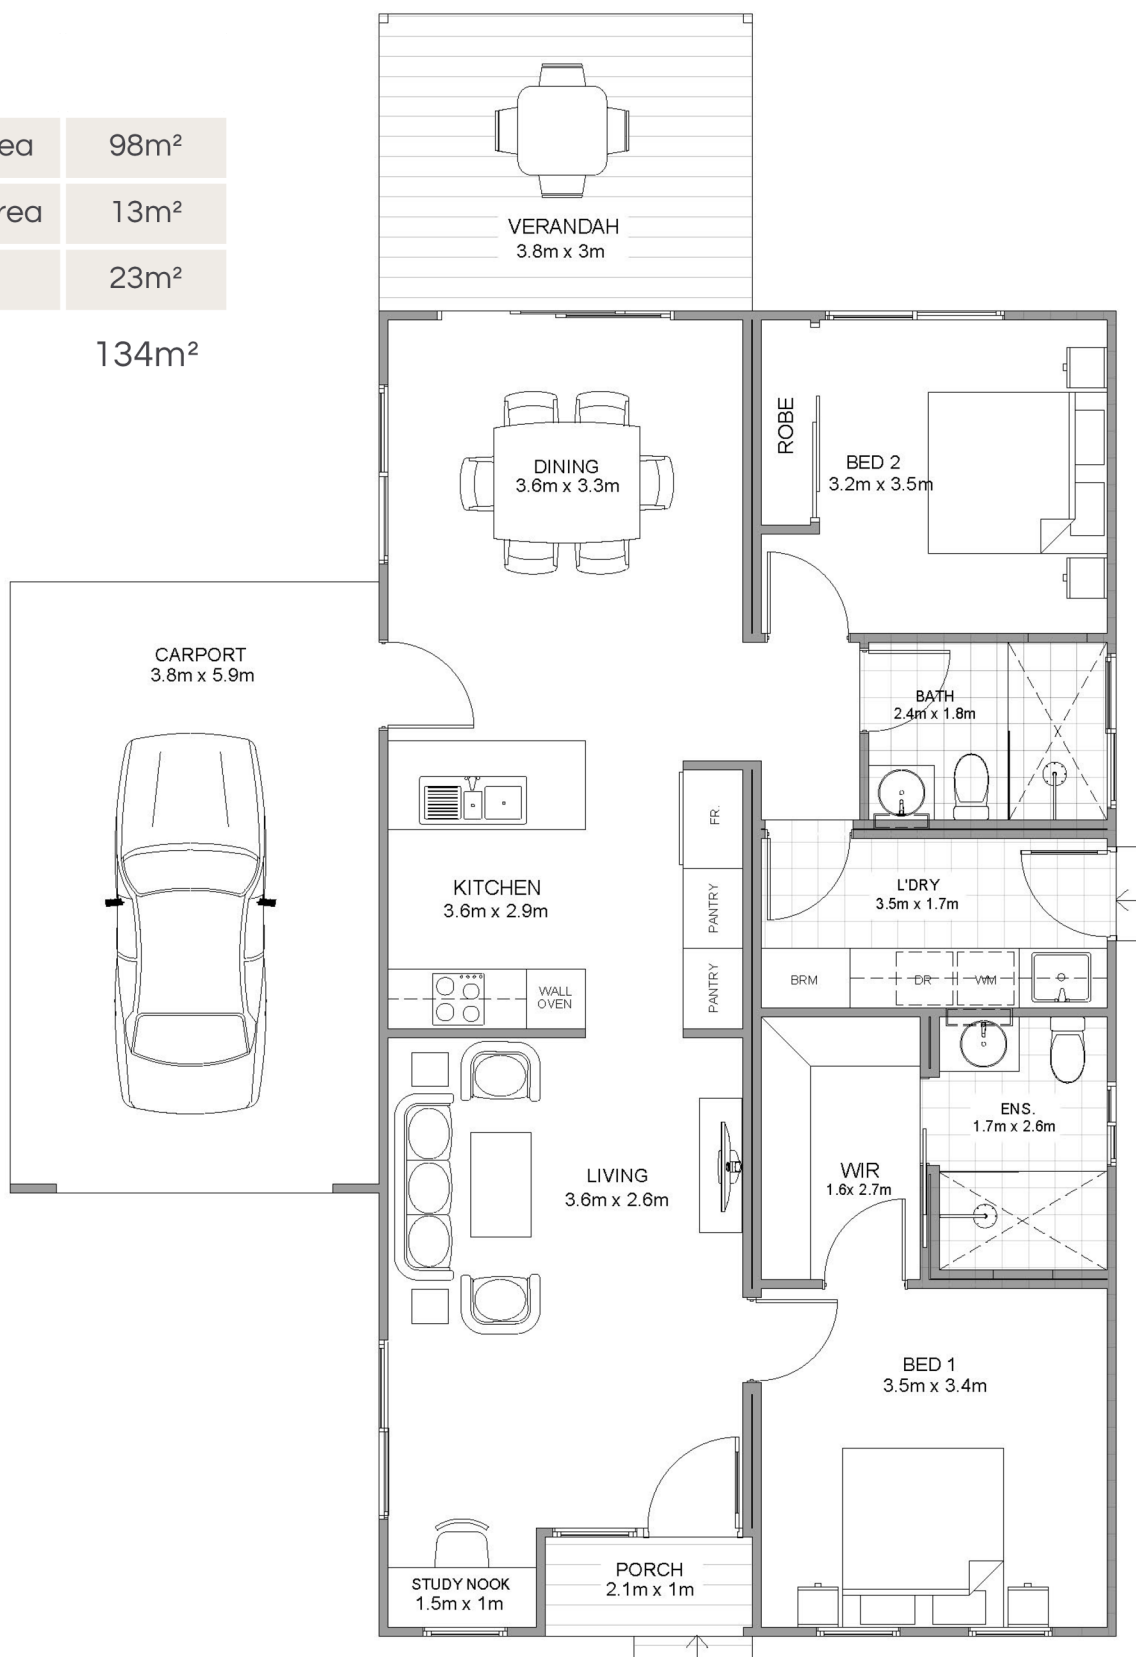 ea 98m²
rea 13m²
23m²
134m²
VERANDAH
3.8m x 3m
DINING
3.6m x 3.3m
ROBE
BED 2
3.2m x 3.5m
CARPORT
3.8m x 5.9m
BATH
2.4m x 1.8m
FR.
KITCHEN
3.6m x 2.9m
PANTRY
L'DRY
3.5m x 1.7m
WALL
OVEN
PANTRY
BRM
DR
WM
ENS.
1.7m x 2.6m
LIVING
3.6m x 2.6m
WIR
1.6x 2.7m
BED 1
3.5m x 3.4m
STUDY NOOK
1.5m x 1m
PORCH
2.1m x 1m